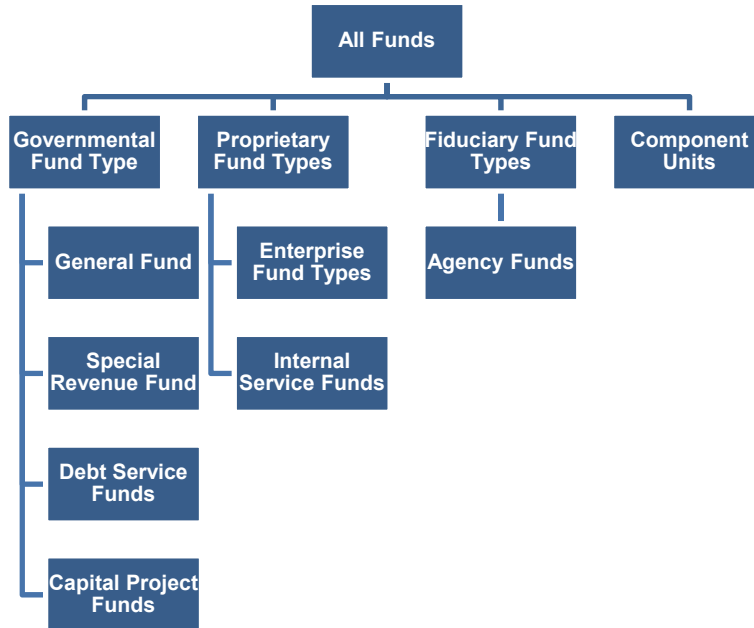 All Funds
Governmental
Fund Type
Proprietary
Fund Types
Fiduciary Fund
Types
Component
Units
General Fund
Enterprise
Fund Types
Agency Funds
Special
Revenue Fund
Internal
Service Funds
Debt Service
Funds
Capital Project
Funds